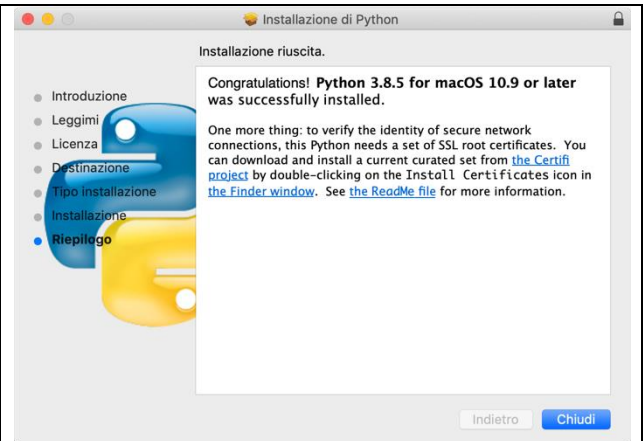 Installazione di Python
Installazione riuscita.
Introduzione
Leggimi
Licenza
Destinazione
Tipo installazione
Installazione
Riepilogo
Congratulations! Python 3.8.5 for macOS 10.9 or later
was successfully installed.
One more thing: to verify the identity of secure network
connections, this Python needs a set of SSL root certificates. You
can download and install a current curated set from the Certifi
project by double-clicking on the Install Certificates icon in
the Finder window. See the ReadMe file for more information.
Indietro
Chiudi